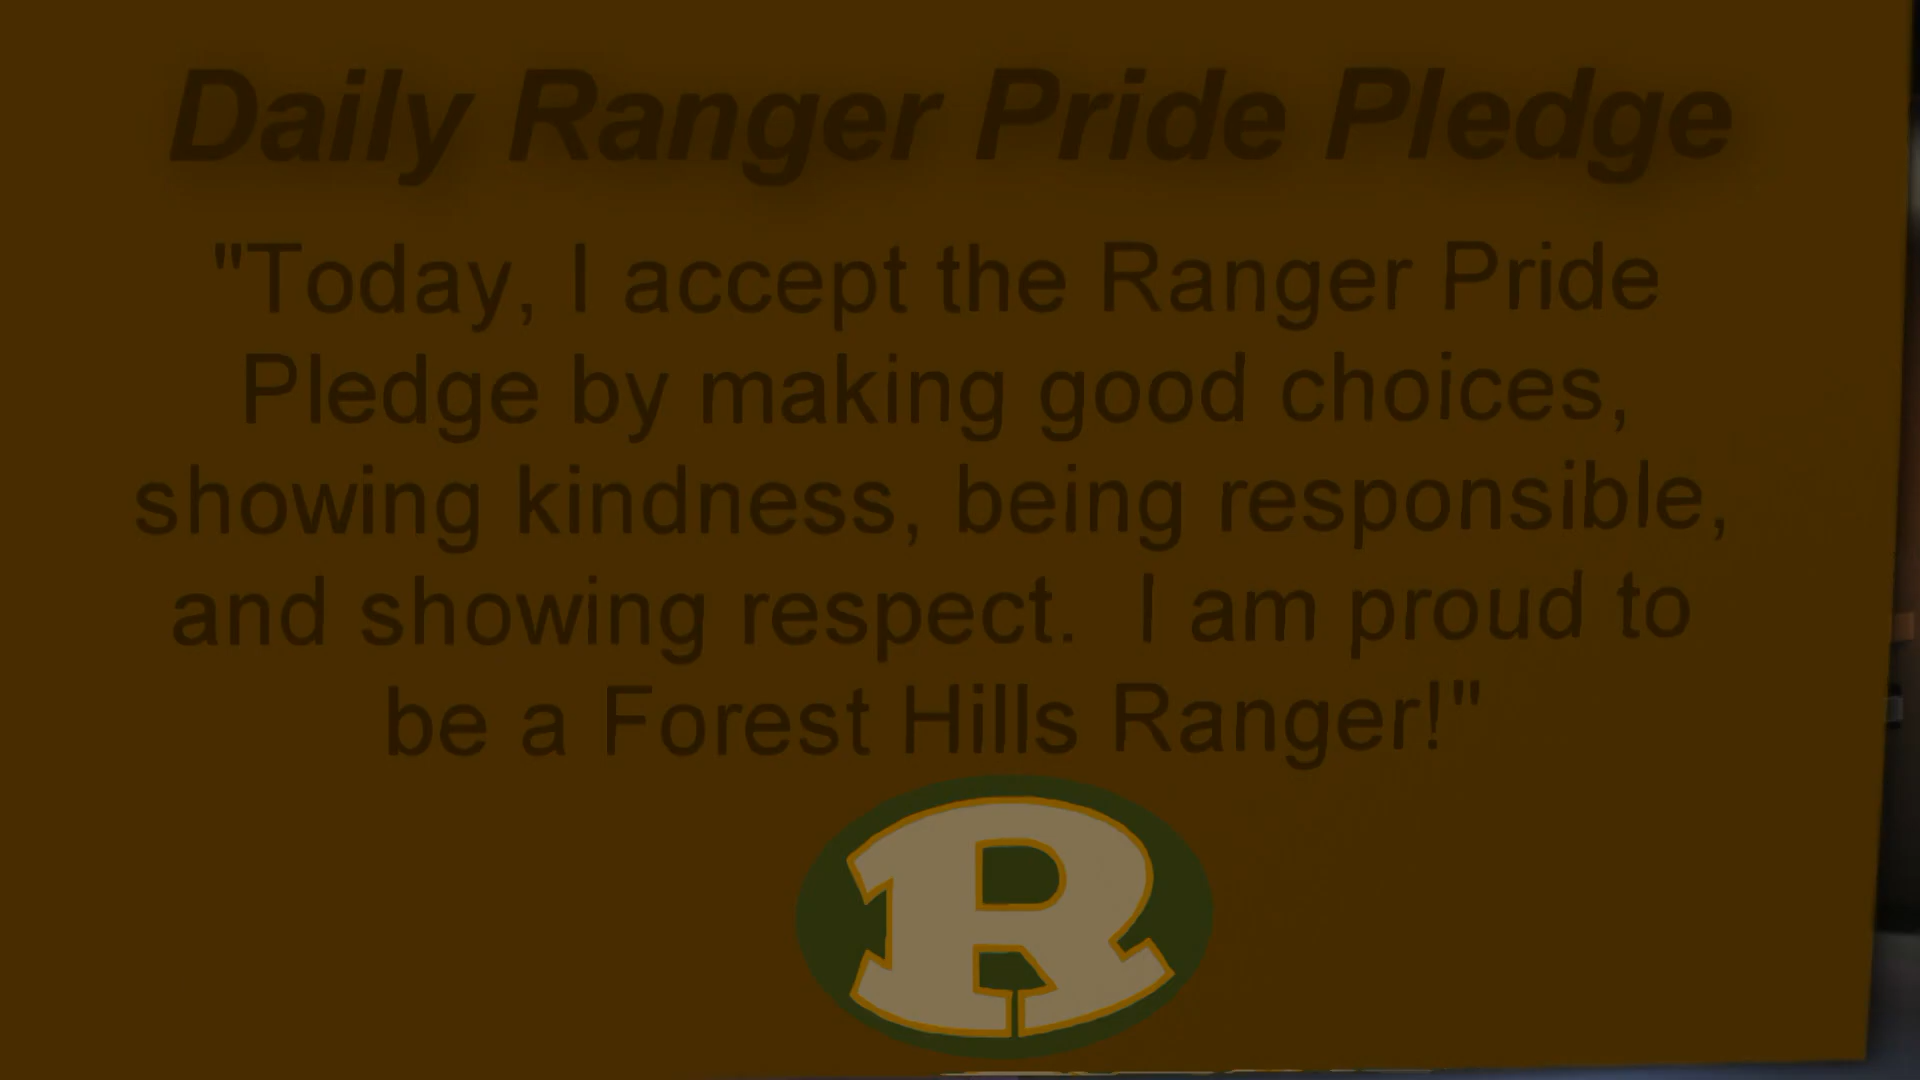 Daily Ranger Pride Pledge
"Today, I accept the Ranger Pride
Pledge by making good choices,
showing kindness, being responsible,
and showing respect.  I am proud to
be a Forest Hills Ranger!"
R